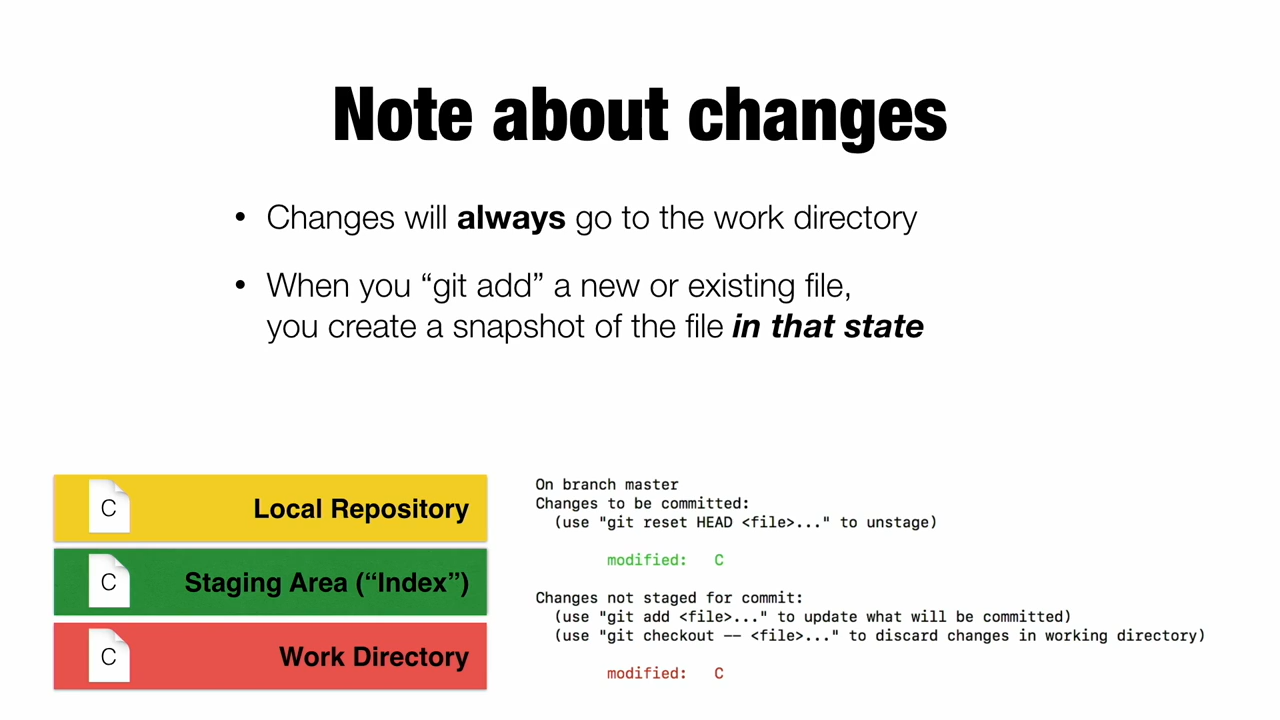 Note about changes
• Changes will always go to the work directory
• When you “git add” a new or existing file,
you create a snapshot of the file in that state
C Local Repository
C Staging Area (“Index”)
C Work Directory
On branch master
Changes to be committed:
(use "git reset HEAD <file>..." to unstage)
modified: C
Changes not staged for commit:
(use "git add <file>..." to update what will be committed)
(use "git checkout -- <file>..." to discard changes in working directory)
modified: C